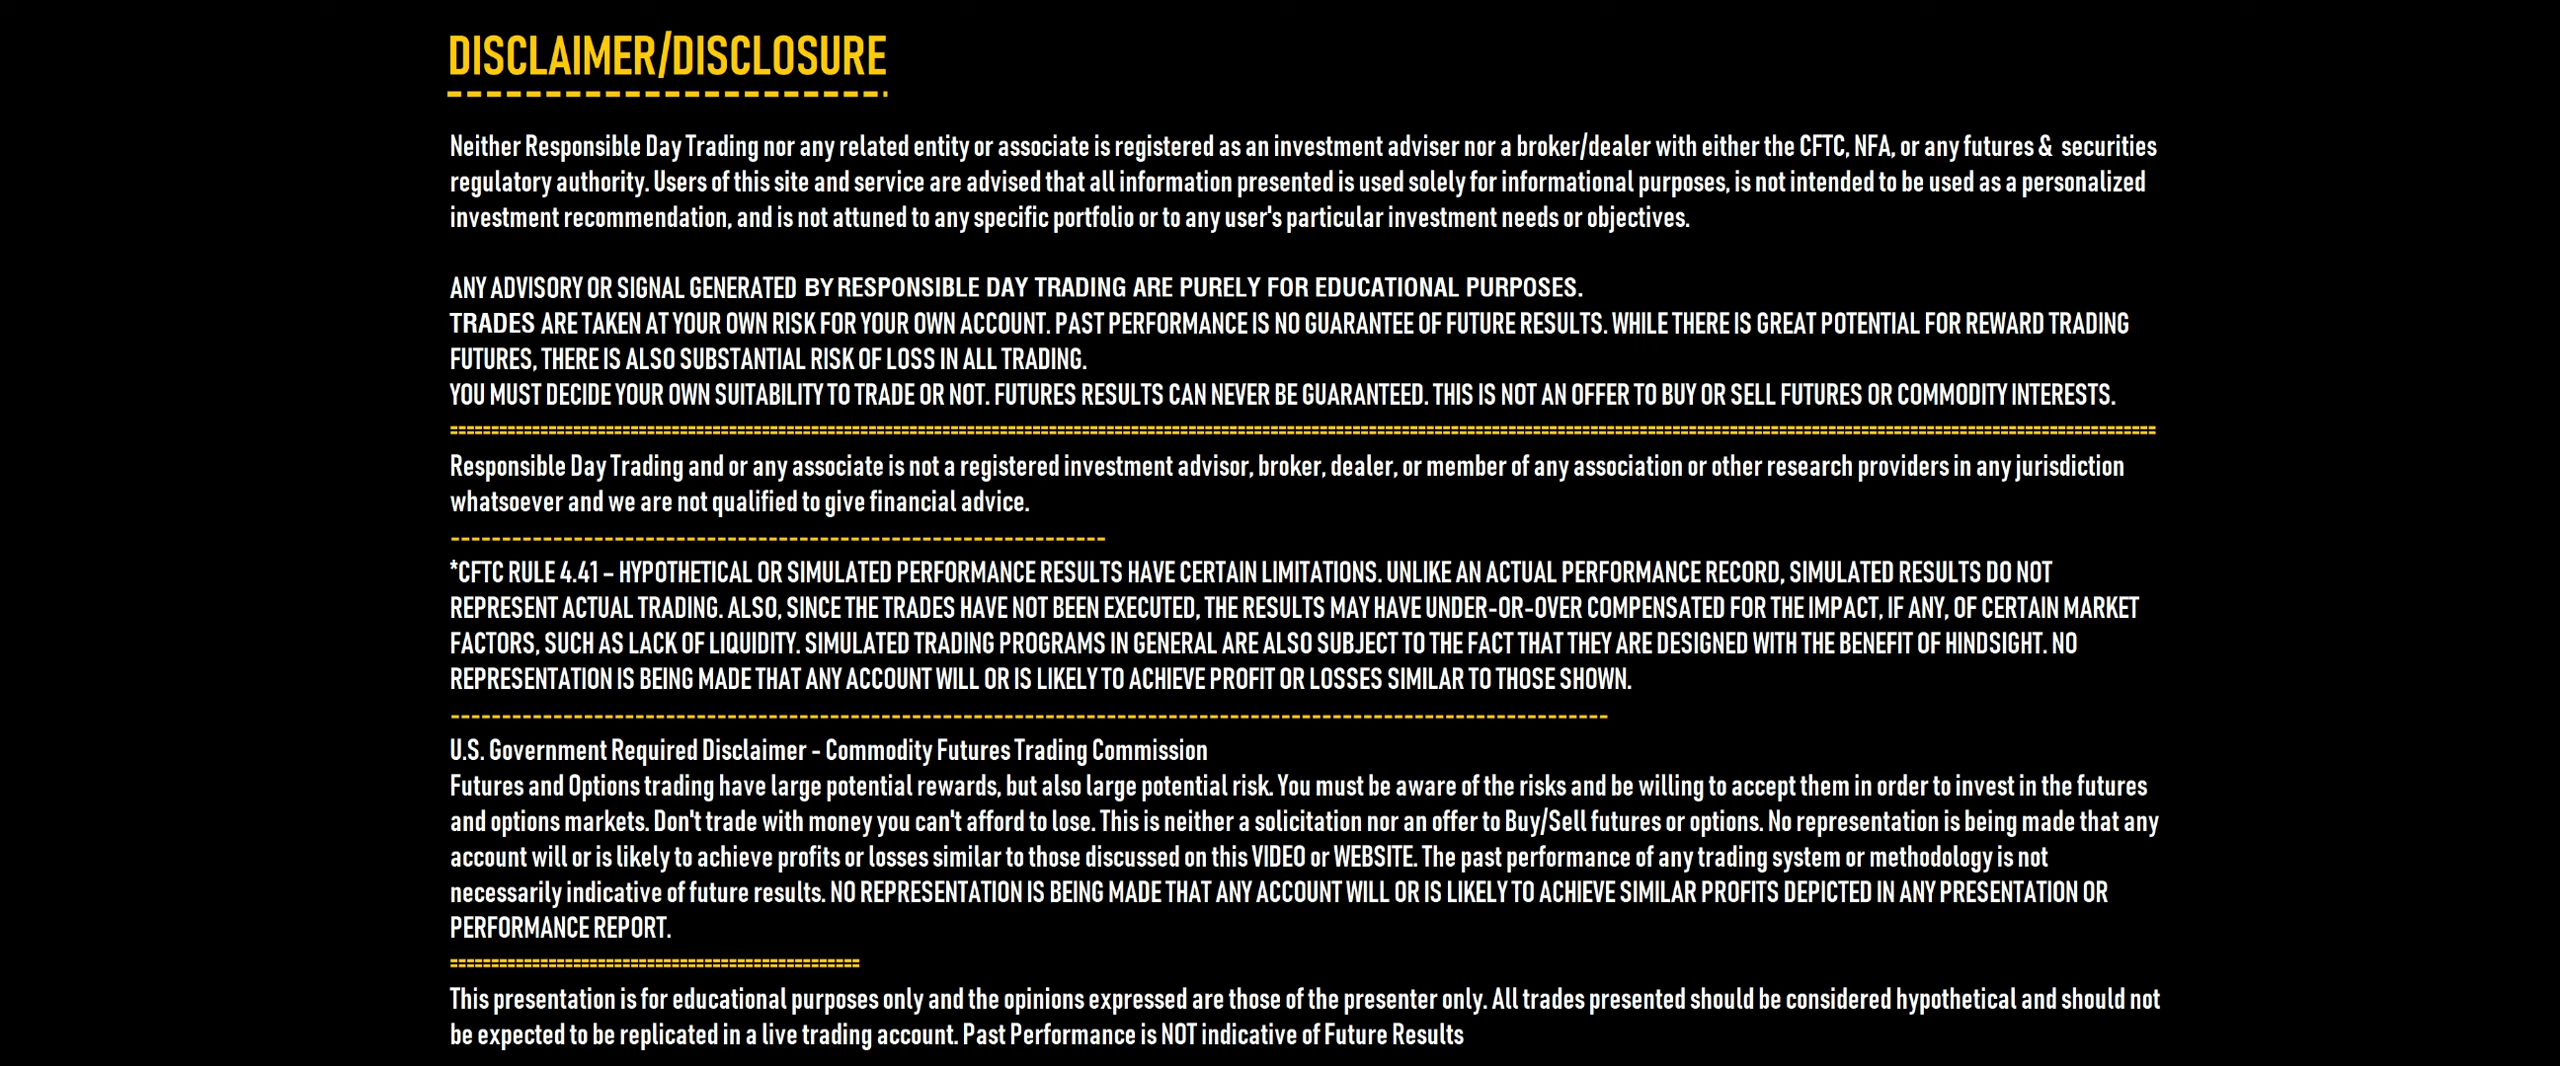 DISCLAIMER/DISCLOSURE
Neither Responsible Day Trading nor any related entity or associate is registered as an investment adviser nor a broker/dealer with either the CFTC, NFA, or any futures & securities
regulatory authority. Users of this site and service are advised that all information presented is used solely for informational purposes, is not intended to be used as a personalized
investment recommendation, and is not attuned to any specific portfolio or to any user's particular investment needs or objectives.
ANY ADVISORY OR SIGNAL GENERATED BY RESPONSIBLE DAY TRADING ARE PURELY FOR EDUCATIONAL PURPOSES.
TRADES ARE TAKEN AT YOUR OWN RISK FOR YOUR OWN ACCOUNT. PAST PERFORMANCE IS NO GUARANTEE OF FUTURE RESULTS. WHILE THERE IS GREAT POTENTIAL FOR REWARD TRADING
FUTURES, THERE IS ALSO SUBSTANTIAL RISK OF LOSS IN ALL TRADING.
YOU MUST DECIDE YOUR OWN SUITABILITY TO TRADE OR NOT. FUTURES RESULTS CAN NEVER BE GUARANTEED. THIS IS NOT AN OFFER TO BUY OR SELL FUTURES OR COMMODITY INTERESTS.
Responsible Day Trading and or any associate is not a registered investment advisor, broker, dealer, or member of any association or other research providers in any jurisdiction
whatsoever and we are not qualified to give financial advice.
*CFTC RULE 4.41 – HYPOTHETICAL OR SIMULATED PERFORMANCE RESULTS HAVE CERTAIN LIMITATIONS. UNLIKE AN ACTUAL PERFORMANCE RECORD, SIMULATED RESULTS DO NOT
REPRESENT ACTUAL TRADING. ALSO, SINCE THE TRADES HAVE NOT BEEN EXECUTED, THE RESULTS MAY HAVE UNDER-OR-OVER COMPENSATED FOR THE IMPACT, IF ANY, OF CERTAIN MARKET
FACTORS, SUCH AS LACK OF LIQUIDITY. SIMULATED TRADING PROGRAMS IN GENERAL ARE ALSO SUBJECT TO THE FACT THAT THEY ARE DESIGNED WITH THE BENEFIT OF HINDSIGHT. NO
REPRESENTATION IS BEING MADE THAT ANY ACCOUNT WILL OR IS LIKELY TO ACHIEVE PROFIT OR LOSSES SIMILAR TO THOSE SHOWN.
U.S. Government Required Disclaimer - Commodity Futures Trading Commission
Futures and Options trading have large potential rewards, but also large potential risk. You must be aware of the risks and be willing to accept them in order to invest in the futures
and options markets. Don't trade with money you can't afford to lose. This is neither a solicitation nor an offer to Buy/Sell futures or options. No representation is being made that any
account will or is likely to achieve profits or losses similar to those discussed on this VIDEO or WEBSITE. The past performance of any trading system or methodology is not
necessarily indicative of future results. NO REPRESENTATION IS BEING MADE THAT ANY ACCOUNT WILL OR IS LIKELY TO ACHIEVE SIMILAR PROFITS DEPICTED IN ANY PRESENTATION OR
PERFORMANCE REPORT.
This presentation is for educational purposes only and the opinions expressed are those of the presenter only. All trades presented should be considered hypothetical and should not
be expected to be replicated in a live trading account. Past Performance is NOT indicative of Future Results